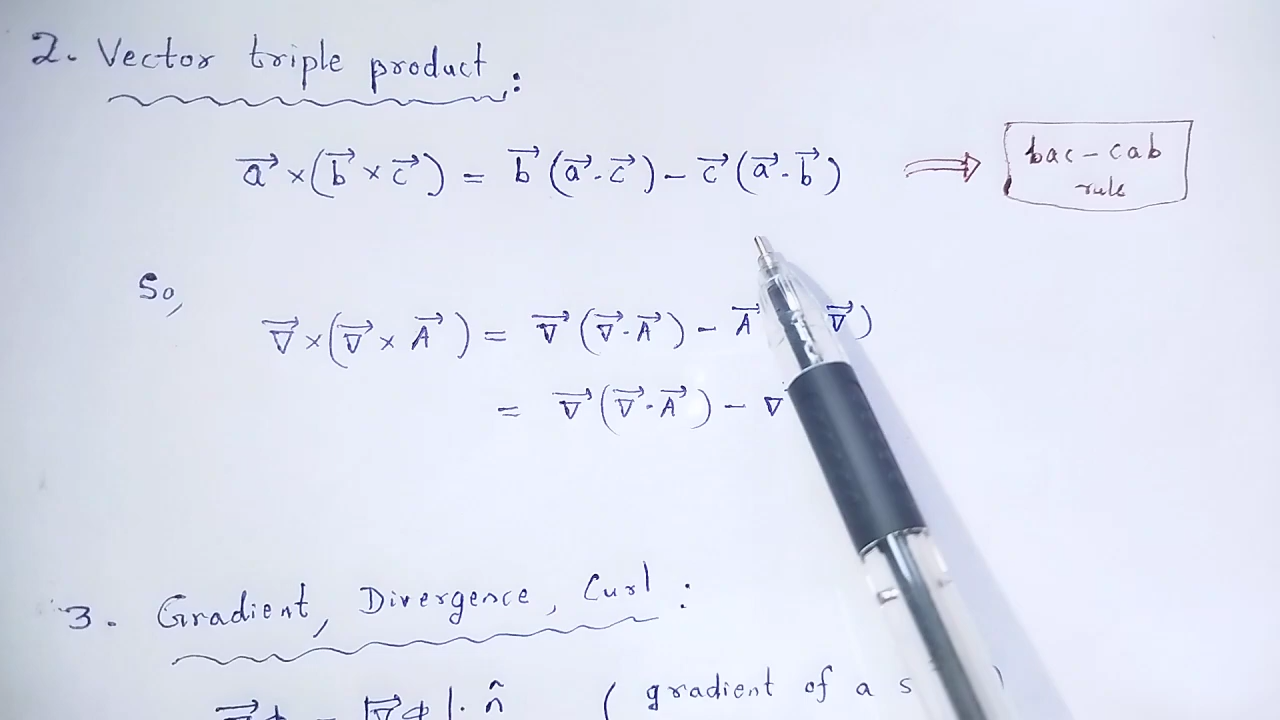 2. Vector triple product :
a⃗ × (b⃗ × c⃗) = b⃗ (a⃗ . c⃗) – c⃗ (a⃗ . b⃗) ⟹ bac – cab
rule
So,
∇⃗ × (∇⃗ × A⃗) = ∇⃗ (∇⃗ . A⃗) – A⃗ ∇⃗)
= ∇⃗ (∇⃗ . A⃗) – ∇
3. Gradient, Divergence, Curl :
(gradient of a